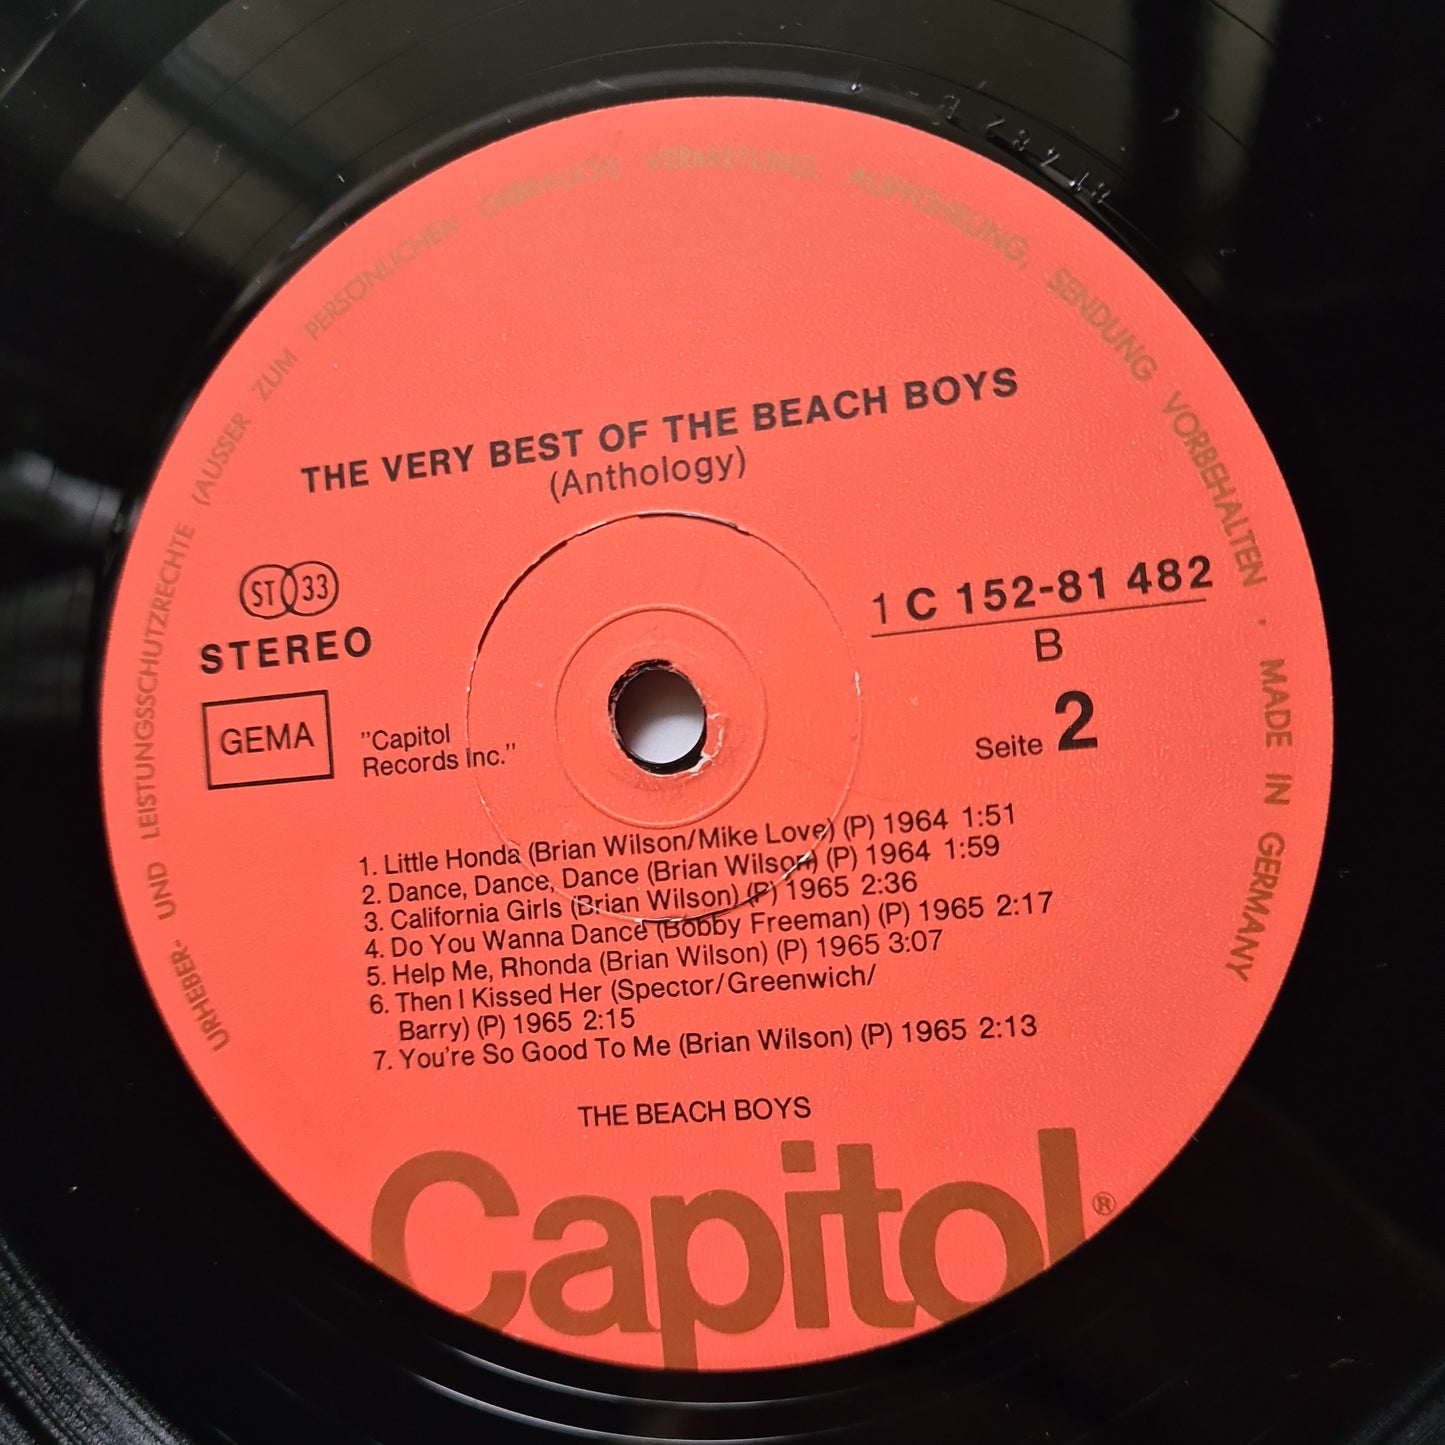 URHEBER- UND LEISTUNGSSCHUTZRECHTE (AUSSER ZUM PERSÖNLICHEN GEBRAUCH) VERMIETUNG, AUFFÜHRUNG, SENDUNG VORBEHALTEN · MADE IN GERMANY
THE VERY BEST OF THE BEACH BOYS
(Anthology)
ST 33
STEREO
GEMA
"Capitol
Records Inc."
1 C 152-81 482
B
Seite 2
1. Little Honda (Brian Wilson/Mike Love) (P) 1964 1:51
2. Dance, Dance, Dance (Brian Wilson) (P) 1964 1:59
3. California Girls (Brian Wilson) (P) 1965 2:36
4. Do You Wanna Dance (Bobby Freeman) (P) 1965 2:17
5. Help Me, Rhonda (Brian Wilson) (P) 1965 3:07
6. Then I Kissed Her (Spector/Greenwich/
Barry) (P) 1965 2:15
7. You're So Good To Me (Brian Wilson) (P) 1965 2:13
THE BEACH BOYS
Capitol®